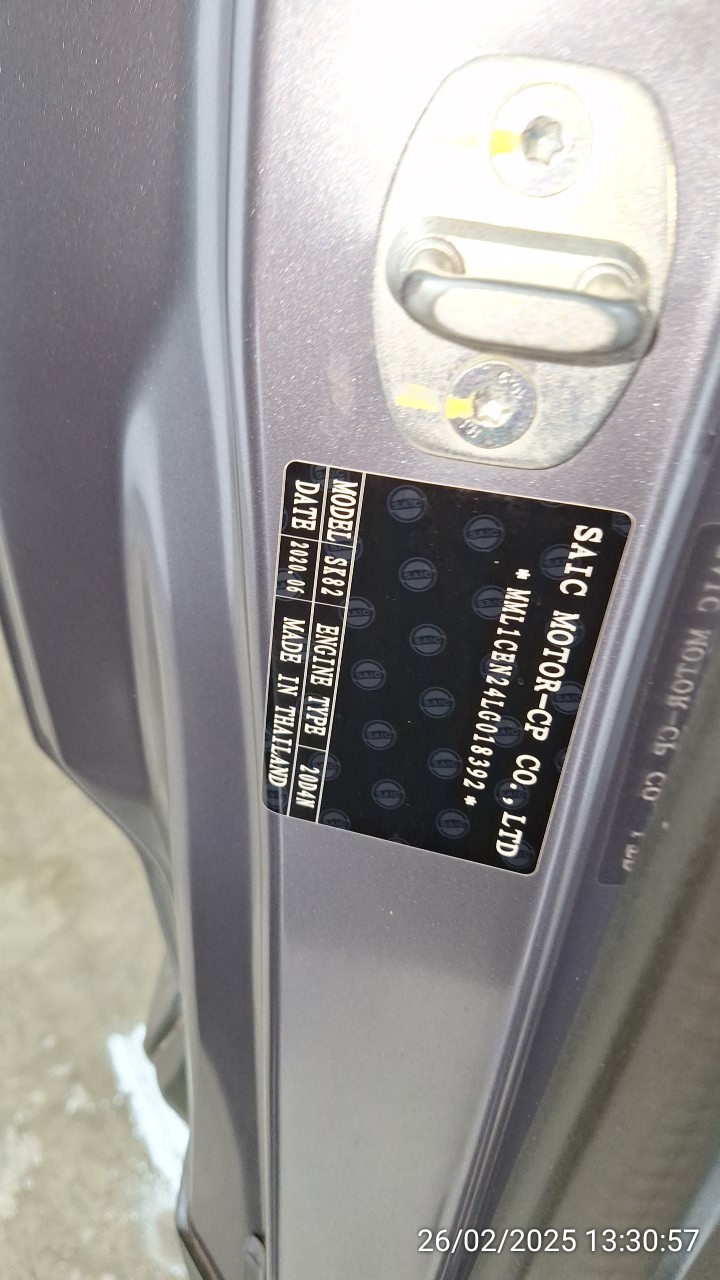 SAIC MOTOR-CP CO., LTD
*MML1CEN24LG018392*
MODEL SK82 ENGINE TYPE 20D4N
DATE 2020.06 MADE IN THAILAND
26/02/2025 13:30:57